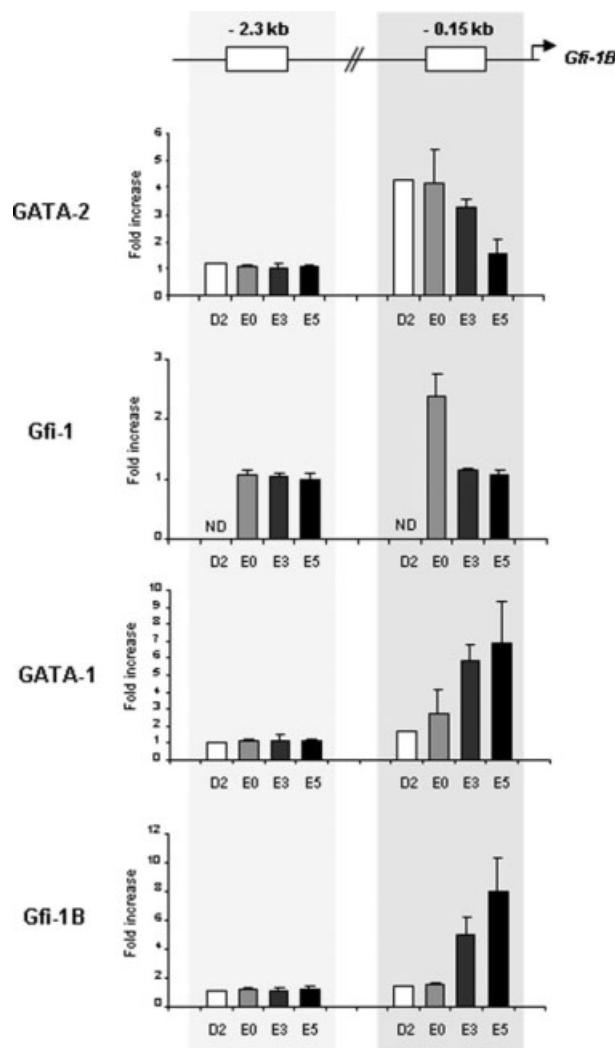 - 2.3 kb - 0.15 kb
Gfi-1B
GATA-2
Fold increase
6
5
4
3
2
1
0
D2 E0 E3 E5 D2 E0 E3 E5
Gfi-1
Fold increase
3
2
1
0
ND ND
D2 E0 E3 E5 D2 E0 E3 E5
GATA-1
Fold increase
10
9
8
7
6
5
4
3
2
1
0
D2 E0 E3 E5 D2 E0 E3 E5
Gfi-1B
Fold increase
12
10
8
6
4
2
0
D2 E0 E3 E5 D2 E0 E3 E5